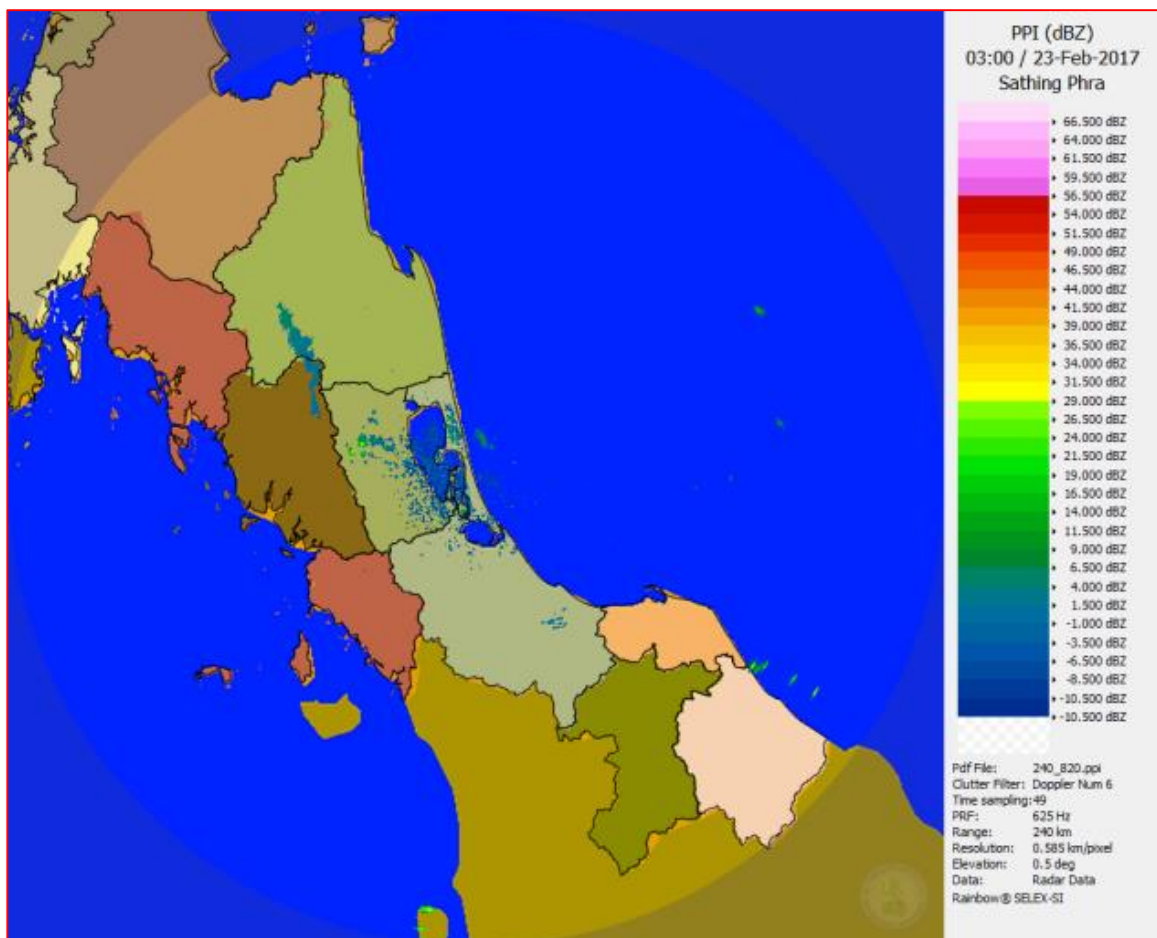 PPI (dBZ)
03:00 / 23-Feb-2017
Sathing Phra
66.500 dBZ
64.000 dBZ
61.500 dBZ
59.500 dBZ
56.500 dBZ
54.000 dBZ
51.500 dBZ
49.000 dBZ
46.500 dBZ
44.000 dBZ
41.500 dBZ
39.000 dBZ
36.500 dBZ
34.000 dBZ
31.500 dBZ
29.000 dBZ
26.500 dBZ
24.000 dBZ
21.500 dBZ
19.000 dBZ
16.500 dBZ
14.000 dBZ
11.500 dBZ
9.000 dBZ
6.500 dBZ
4.000 dBZ
1.500 dBZ
-1.000 dBZ
-3.500 dBZ
-6.500 dBZ
-8.500 dBZ
-10.500 dBZ
-10.500 dBZ
Pdf File: 240_820.ppi
Clutter Filter: Doppler Num 6
Time sampling:49
PRF: 625 Hz
Range: 240 km
Resolution: 0.585 km/pixel
Elevation: 0.5 deg
Data: Radar Data
Rainbow® SELEX-SI